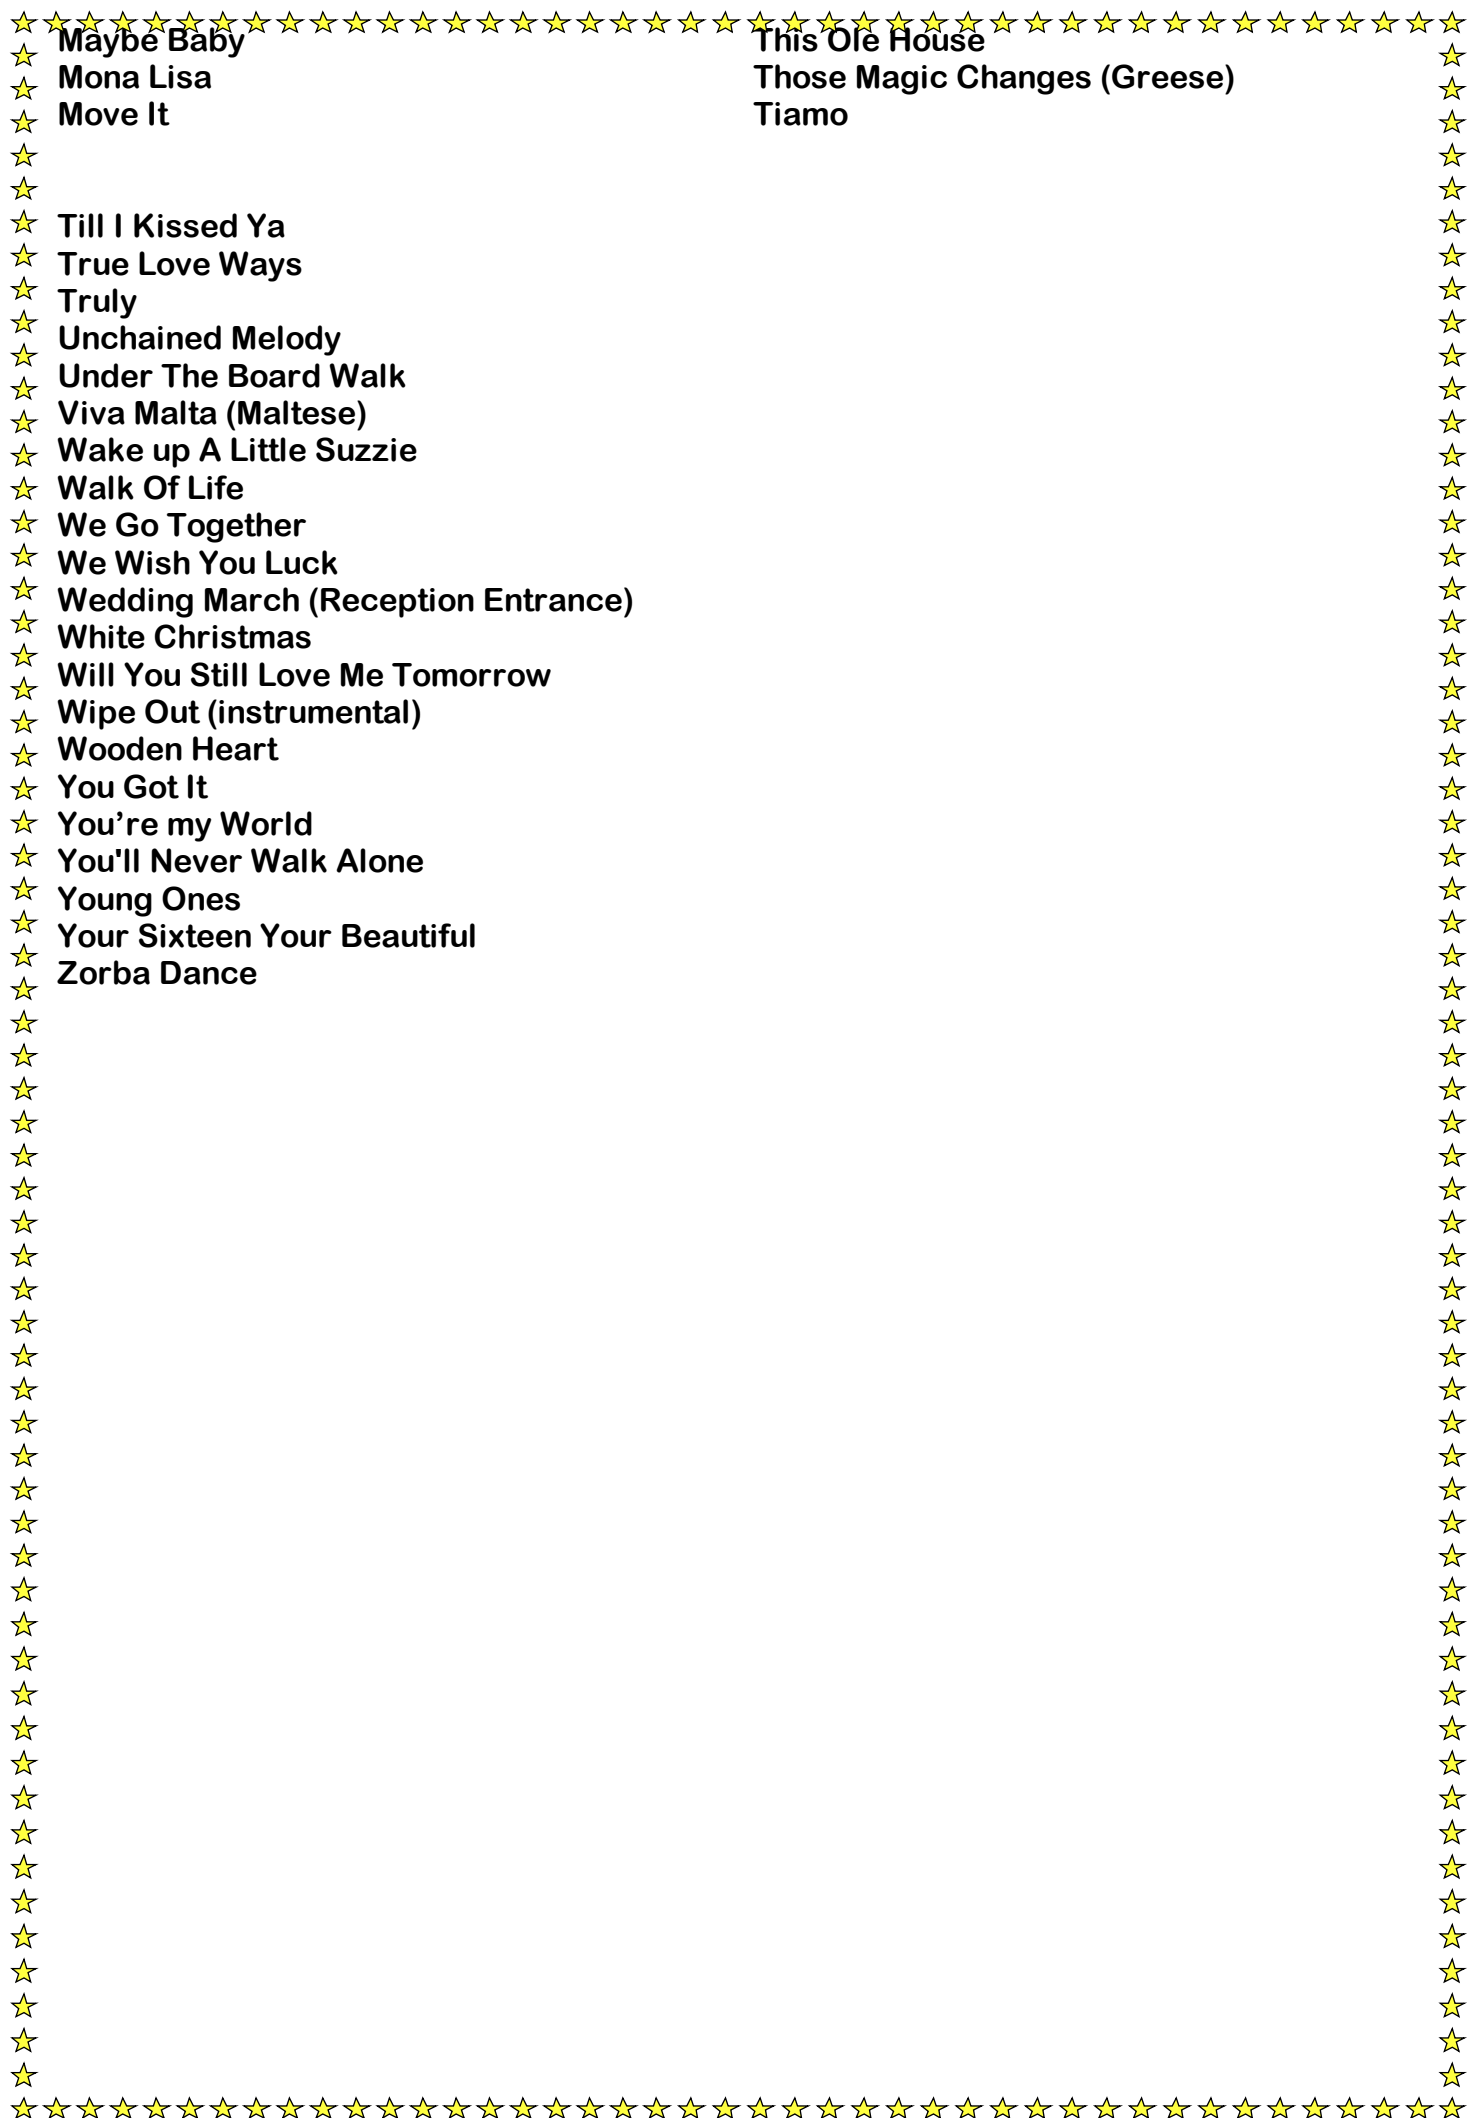 Maybe Baby
Mona Lisa
Move It
This Ole House
Those Magic Changes (Greese)
Tiamo
Till I Kissed Ya
True Love Ways
Truly
Unchained Melody
Under The Board Walk
Viva Malta (Maltese)
Wake up A Little Suzzie
Walk Of Life
We Go Together
We Wish You Luck
Wedding March (Reception Entrance)
White Christmas
Will You Still Love Me Tomorrow
Wipe Out (instrumental)
Wooden Heart
You Got It
You’re my World
You'll Never Walk Alone
Young Ones
Your Sixteen Your Beautiful
Zorba Dance